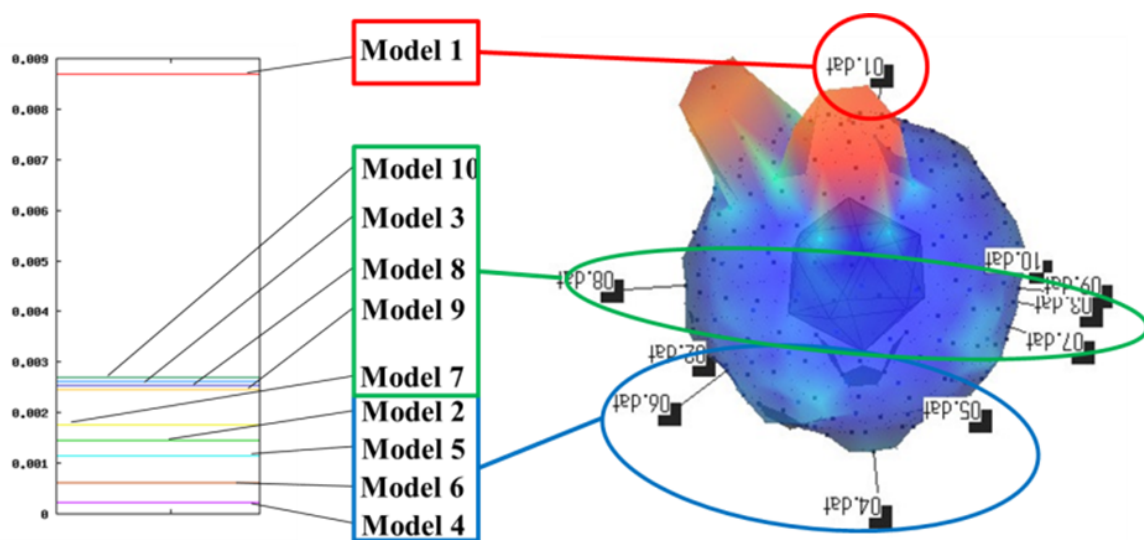 0.009
0.008
0.007
0.006
0.005
0.004
0.003
0.002
0.001
0
Model 1
Model 10
Model 3
Model 8
Model 9
Model 7
Model 2
Model 5
Model 6
Model 4
01.dat
10.dat
09.dat
08.dat
03.dat
07.dat
02.dat
06.dat
05.dat
04.dat